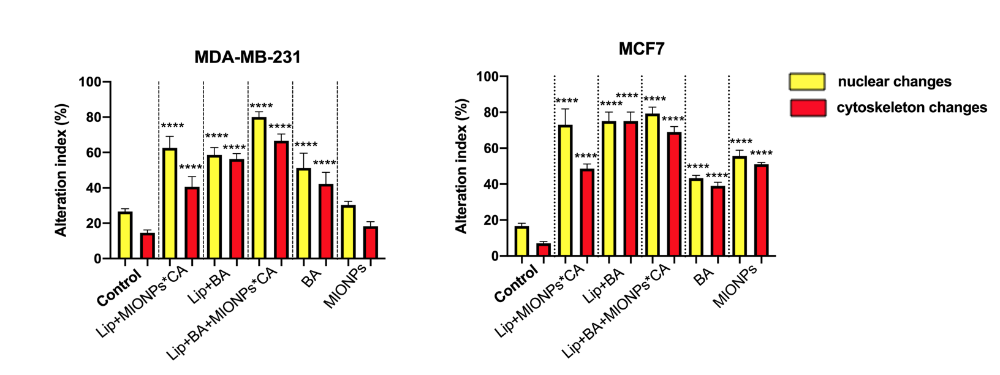 MDA-MB-231
Alteration index (%)
100
80
60
40
20
0
****
****
****
****
****
****
****
****
Control
Lip+MIONPs*CA
Lip+BA
Lip+BA+MIONPs*CA
BA
MIONPs
MCF7
Alteration index (%)
100
80
60
40
20
0
****
****
****
****
****
****
****
****
****
****
Control
Lip+MIONPs*CA
Lip+BA
Lip+BA+MIONPs*CA
BA
MIONPs
nuclear changes
cytoskeleton changes